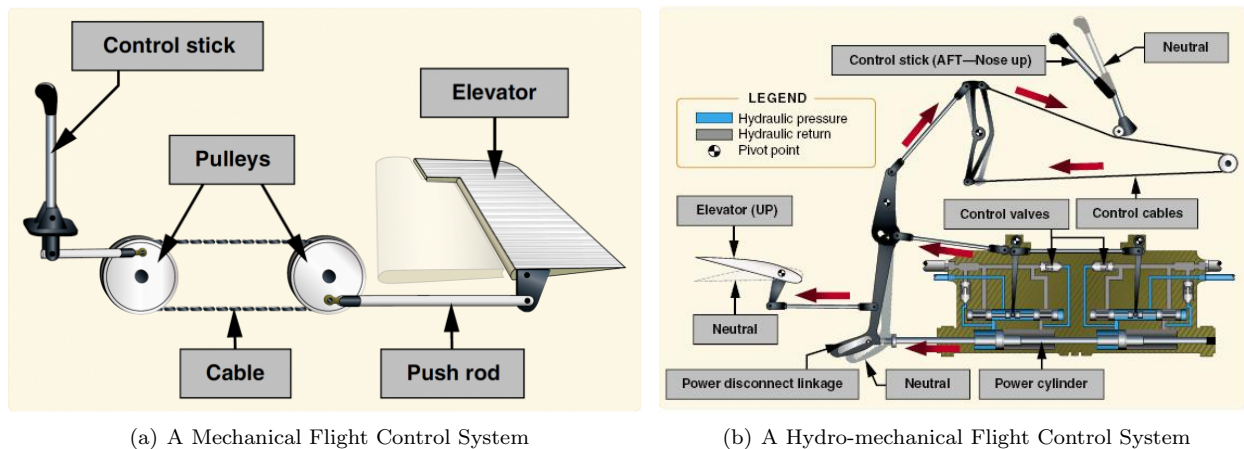 Control stick
Elevator
Pulleys
Cable
Push rod
(a) A Mechanical Flight Control System
Control stick (AFT—Nose up)
Neutral
LEGEND
Hydraulic pressure
Hydraulic return
Pivot point
Elevator (UP)
Control valves
Control cables
Neutral
Power disconnect linkage
Neutral
Power cylinder
(b) A Hydro-mechanical Flight Control System